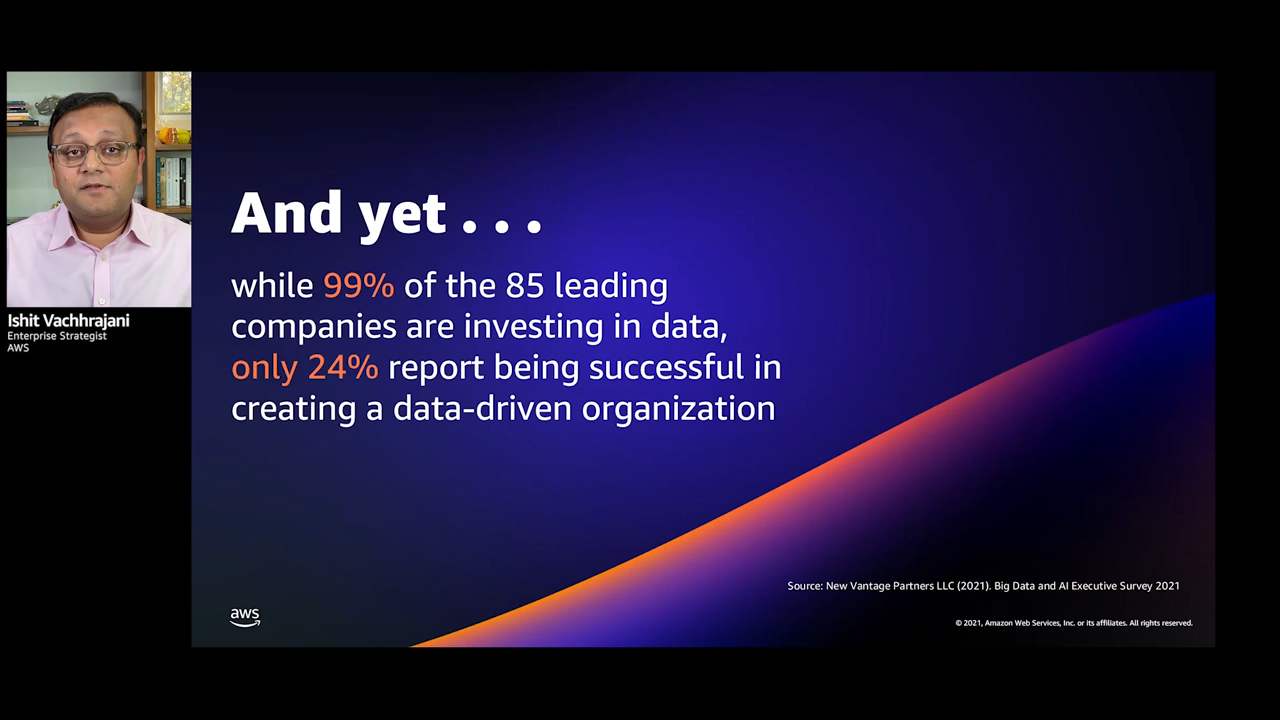 Ishit Vachhrajani
Enterprise Strategist
AWS
And yet . . .
while 99% of the 85 leading
companies are investing in data,
only 24% report being successful in
creating a data-driven organization
Source: New Vantage Partners LLC (2021). Big Data and AI Executive Survey 2021
aws
© 2021, Amazon Web Services, Inc. or its affiliates. All rights reserved.